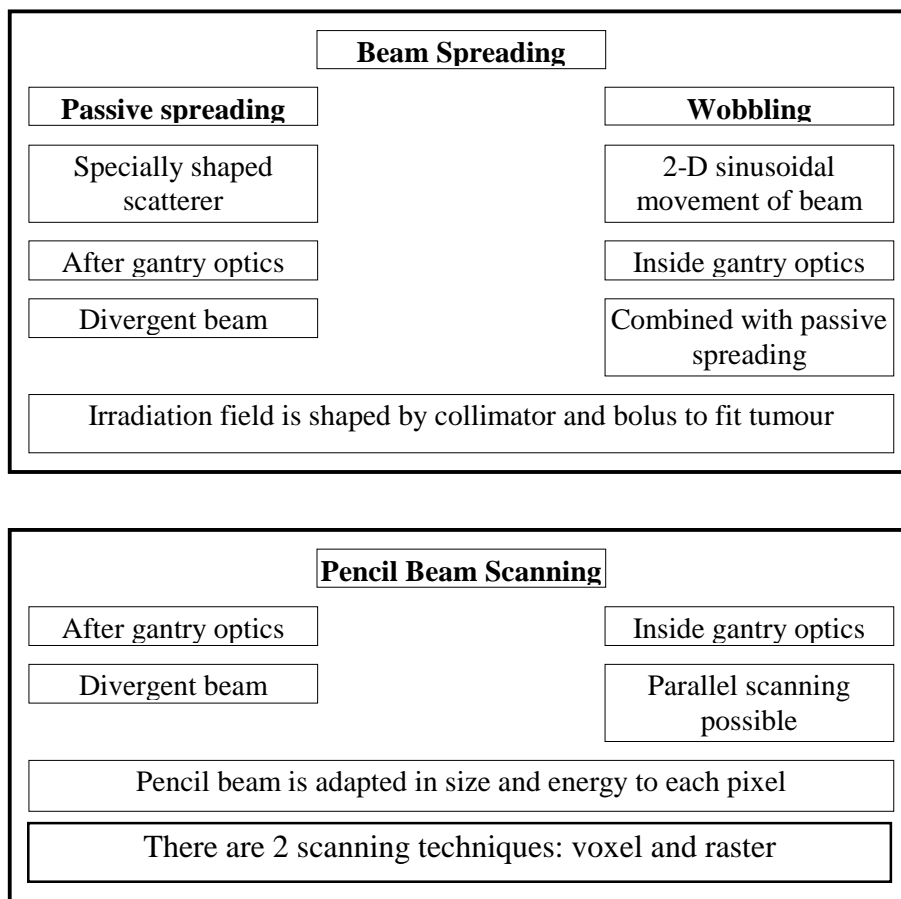 Beam Spreading
Passive spreading
Wobbling
Specially shaped
scatterer
2-D sinusoidal
movement of beam
After gantry optics
Inside gantry optics
Divergent beam
Combined with passive
spreading
Irradiation field is shaped by collimator and bolus to fit tumour
Pencil Beam Scanning
After gantry optics
Inside gantry optics
Divergent beam
Parallel scanning
possible
Pencil beam is adapted in size and energy to each pixel
There are 2 scanning techniques: voxel and raster